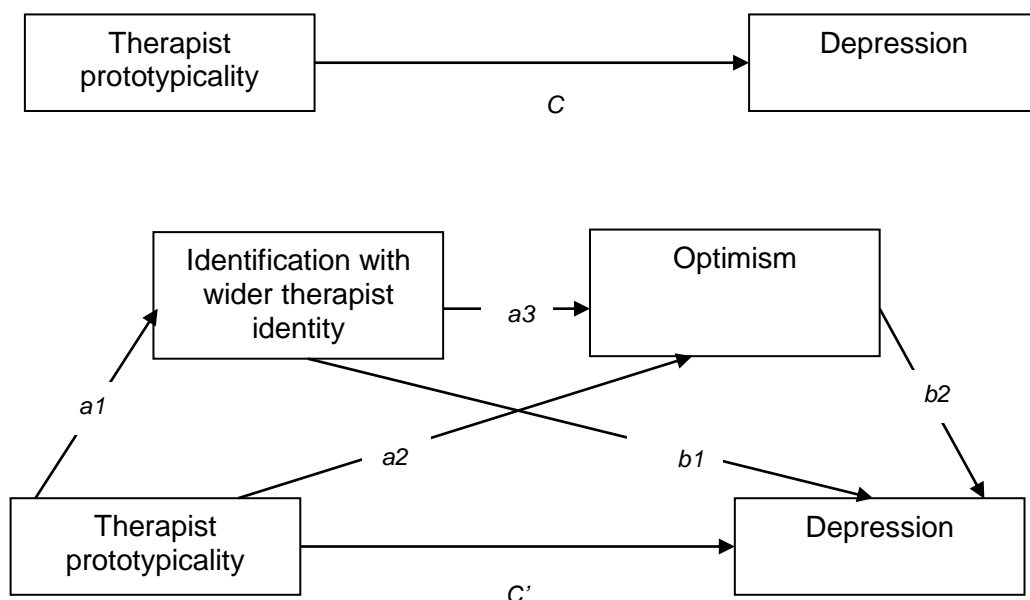 Therapist
prototypicality
Depression
C
Identification with
wider therapist
identity
Optimism
a3
a1
b2
a2
b1
Therapist
prototypicality
Depression
C’